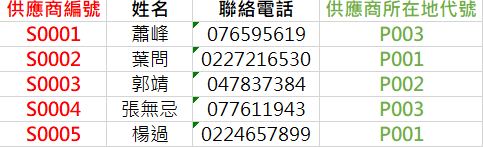 供應商編號 姓名 聯絡電話 供應商所在地代號
S0001 蕭峰 076595619 P003
S0002 葉問 0227216530 P001
S0003 郭靖 047837384 P002
S0004 張無忌 077611943 P003
S0005 楊過 0224657899 P001